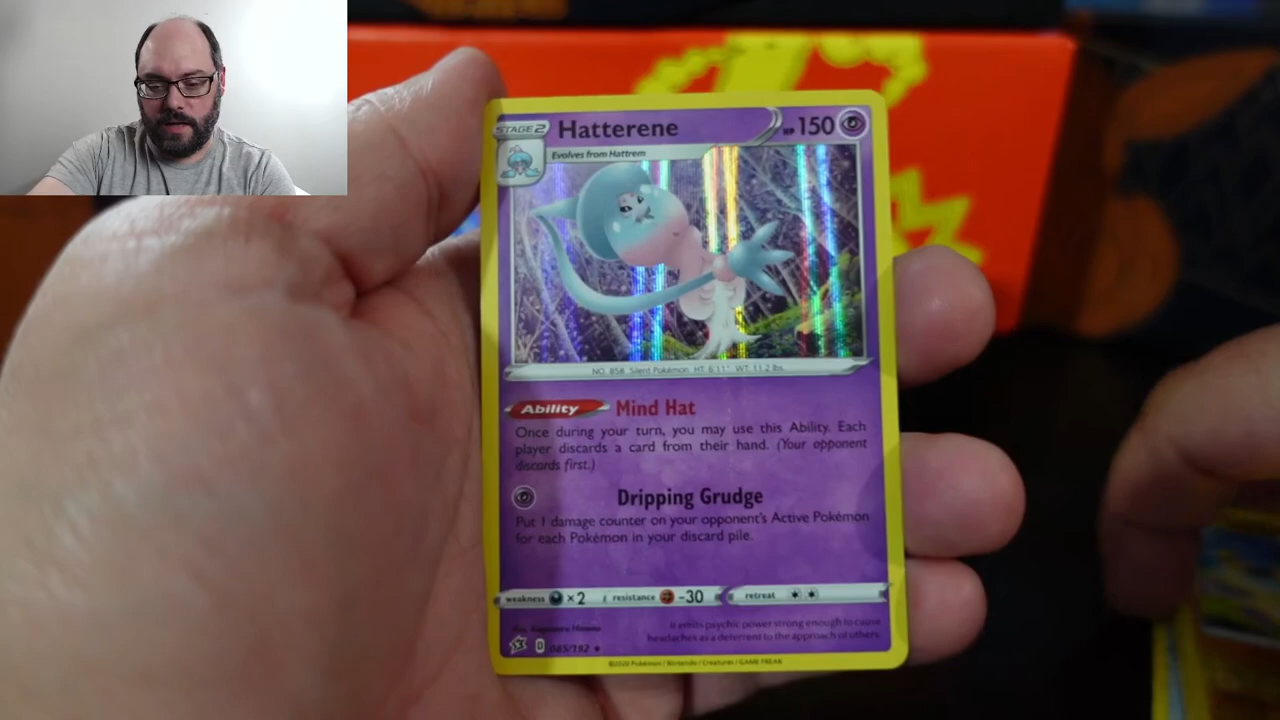 STAGE 2
Hatterene
HP 150
Evolves from Hattrem
NO. 858 Silent Pokémon HT: 6'11" WT: 11.2 lbs.
Ability Mind Hat
Once during your turn, you may use this Ability. Each
player discards a card from their hand. (Your opponent
discards first.)
Dripping Grudge
Put 1 damage counter on your opponent's Active Pokémon
for each Pokémon in your discard pile.
weakness ×2 resistance -30 retreat
It emits psychic power strong enough to cause
headaches as a deterrent to the approach of others.
D 085/192
©2020 Pokémon / Nintendo / Creatures / GAME FREAK